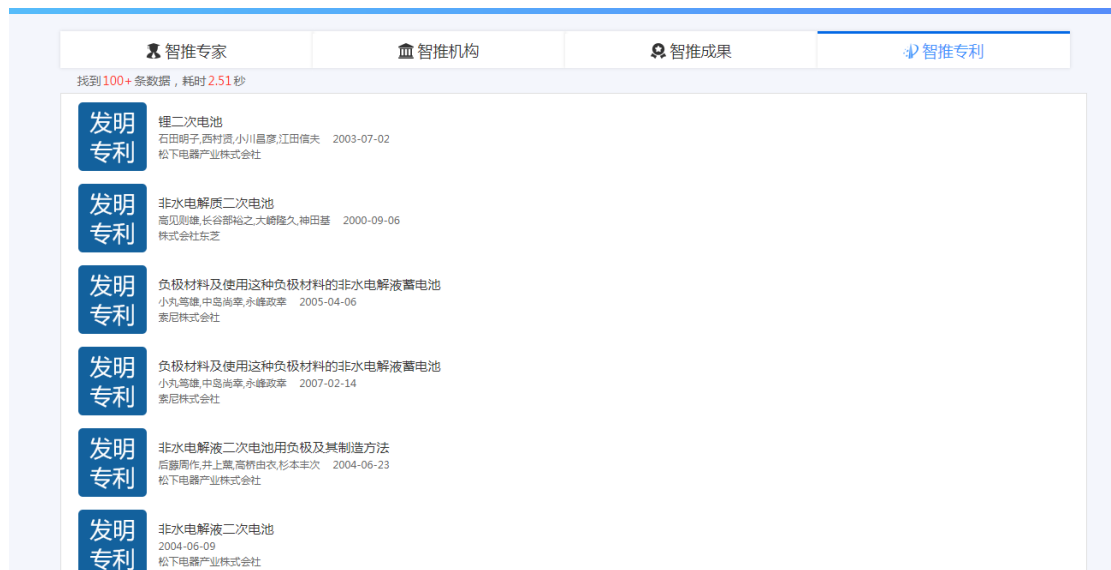 智推专家
智推机构
智推成果
智推专利
找到100+条数据，耗时2.51秒
发明
专利
锂二次电池
石田明子,西村贤,小川昌彦,江田信夫 2003-07-02
松下电器产业株式会社
发明
专利
非水电解质二次电池
高见则雄,长谷部裕之,大崎隆久,神田基 2000-09-06
株式会社东芝
发明
专利
负极材料及使用这种负极材料的非水电解液蓄电池
小丸笃雄,中岛尚幸,永峰政幸 2005-04-06
索尼株式会社
发明
专利
负极材料及使用这种负极材料的非水电解液蓄电池
小丸笃雄,中岛尚幸,永峰政幸 2007-02-14
索尼株式会社
发明
专利
非水电解液二次电池用负极及其制造方法
后藤周作,井上薫,高桥由衣,杉本丰次 2004-06-23
松下电器产业株式会社
发明
专利
非水电解液二次电池
2004-06-09
松下电器产业株式会社